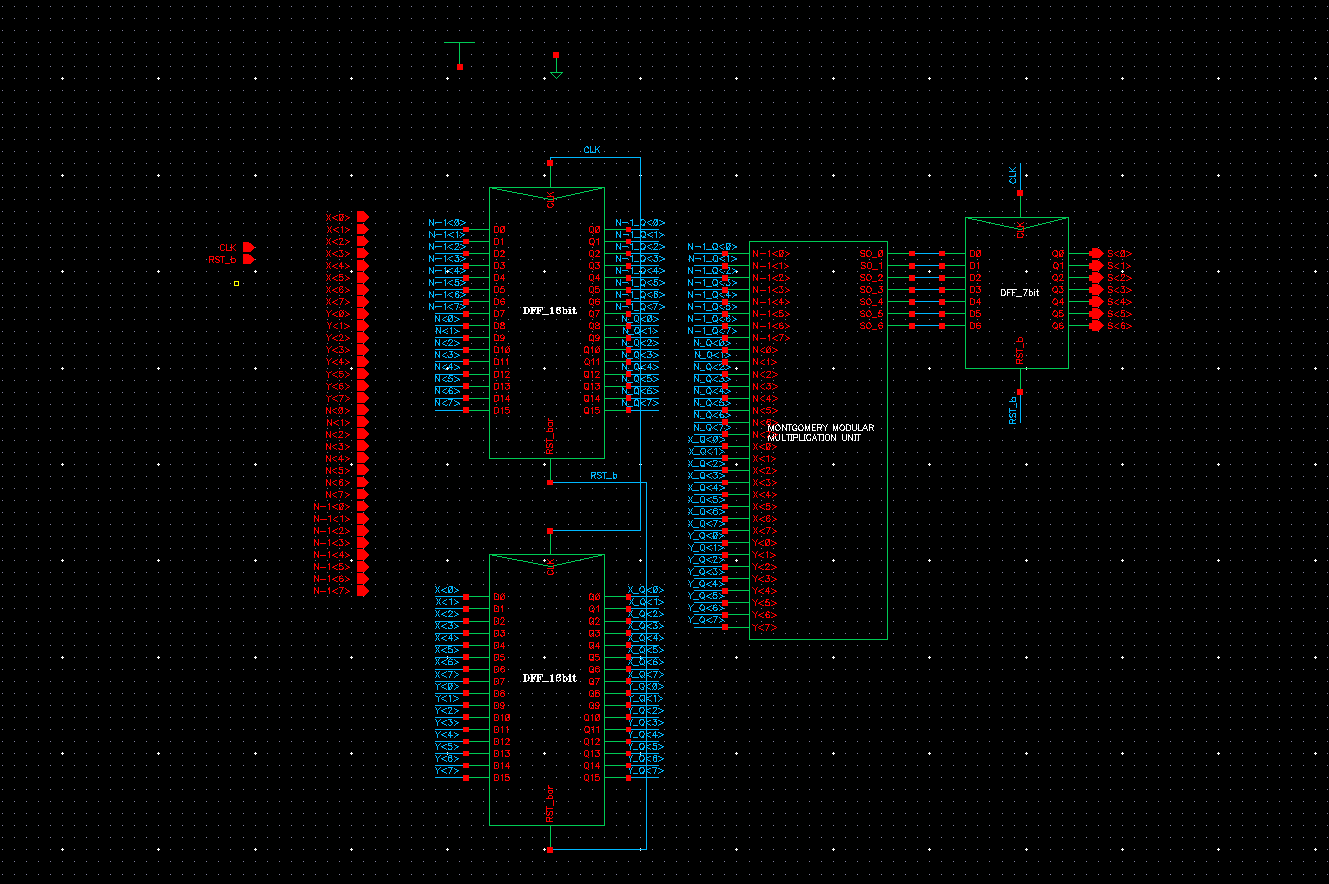 CLK
RST_b
X<0>
X<1>
X<2>
X<3>
X<4>
X<5>
X<6>
X<7>
Y<0>
Y<1>
Y<2>
Y<3>
Y<4>
Y<5>
Y<6>
Y<7>
N<0>
N<1>
N<2>
N<3>
N<4>
N<5>
N<6>
N<7>
N-1<0>
N-1<1>
N-1<2>
N-1<3>
N-1<4>
N-1<5>
N-1<6>
N-1<7>
CLK
CLK
N-1<0>
N-1<1>
N-1<2>
N-1<3>
N-1<4>
N-1<5>
N-1<6>
N-1<7>
N<0>
N<1>
N<2>
N<3>
N<4>
N<5>
N<6>
N<7>
D0
D1
D2
D3
D4
D5
D6
D7
D8
D9
D10
D11
D12
D13
D14
D15
DFF_16bit
Q0
Q1
Q2
Q3
Q4
Q5
Q6
Q7
Q8
Q9
Q10
Q11
Q12
Q13
Q14
Q15
N-1_Q<0>
N-1_Q<1>
N-1_Q<2>
N-1_Q<3>
N-1_Q<4>
N-1_Q<5>
N-1_Q<6>
N-1_Q<7>
N_Q<0>
N_Q<1>
N_Q<2>
N_Q<3>
N_Q<4>
N_Q<5>
N_Q<6>
N_Q<7>
RST_bar
RST_b
CLK
X<0>
X<1>
X<2>
X<3>
X<4>
X<5>
X<6>
X<7>
Y<0>
Y<1>
Y<2>
Y<3>
Y<4>
Y<5>
Y<6>
Y<7>
D0
D1
D2
D3
D4
D5
D6
D7
D8
D9
D10
D11
D12
D13
D14
D15
DFF_16bit
Q0
Q1
Q2
Q3
Q4
Q5
Q6
Q7
Q8
Q9
Q10
Q11
Q12
Q13
Q14
Q15
X_Q<0>
X_Q<1>
X_Q<2>
X_Q<3>
X_Q<4>
X_Q<5>
X_Q<6>
X_Q<7>
Y_Q<0>
Y_Q<1>
Y_Q<2>
Y_Q<3>
Y_Q<4>
Y_Q<5>
Y_Q<6>
Y_Q<7>
RST_bar
N-1_Q<0>
N-1_Q<1>
N-1_Q<2>
N-1_Q<3>
N-1_Q<4>
N-1_Q<5>
N-1_Q<6>
N-1_Q<7>
N_Q<0>
N_Q<1>
N_Q<2>
N_Q<3>
N_Q<4>
N_Q<5>
N_Q<6>
N_Q<7>
X_Q<0>
X_Q<1>
X_Q<2>
X_Q<3>
X_Q<4>
X_Q<5>
X_Q<6>
X_Q<7>
Y_Q<0>
Y_Q<1>
Y_Q<2>
Y_Q<3>
Y_Q<4>
Y_Q<5>
Y_Q<6>
Y_Q<7>
N-1<0>
N-1<1>
N-1<2>
N-1<3>
N-1<4>
N-1<5>
N-1<6>
N-1<7>
N<0>
N<1>
N<2>
N<3>
N<4>
N<5>
X<0>
X<1>
X<2>
X<3>
X<4>
X<5>
X<6>
X<7>
Y<0>
Y<1>
Y<2>
Y<3>
Y<4>
Y<5>
Y<6>
Y<7>
MONTGOMERY MODULAR
MULTIPLICATION UNIT
SO_0
SO_1
SO_2
SO_3
SO_4
SO_5
SO_6
CLK
CLK
D0
D1
D2
D3
D4
D5
D6
DFF_7bit
Q0
Q1
Q2
Q3
Q4
Q5
Q6
S<0>
S<1>
S<2>
S<3>
S<4>
S<5>
S<6>
RST_b
RST_b